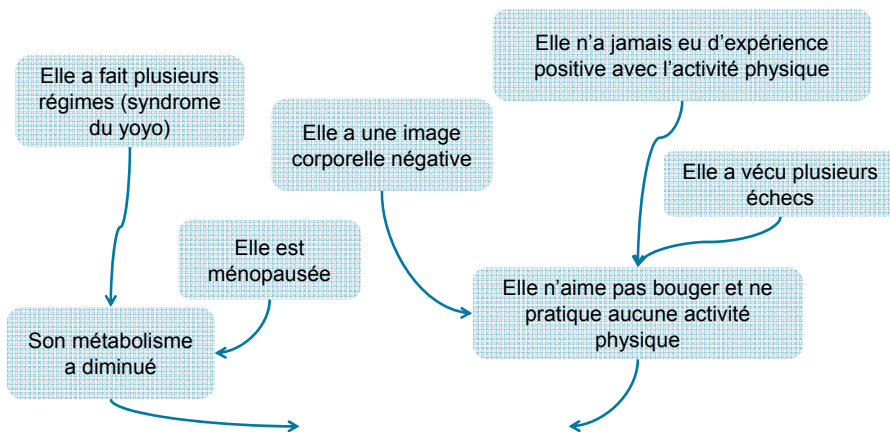 Elle n’a jamais eu d’expérience
positive avec l’activité physique
Elle a fait plusieurs
régimes (syndrome
du yoyo)
Elle a une image
corporelle négative
Elle a vécu plusieurs
échecs
Elle est
ménopausée
Elle n’aime pas bouger et ne
pratique aucune activité
physique
Son métabolisme
a diminué